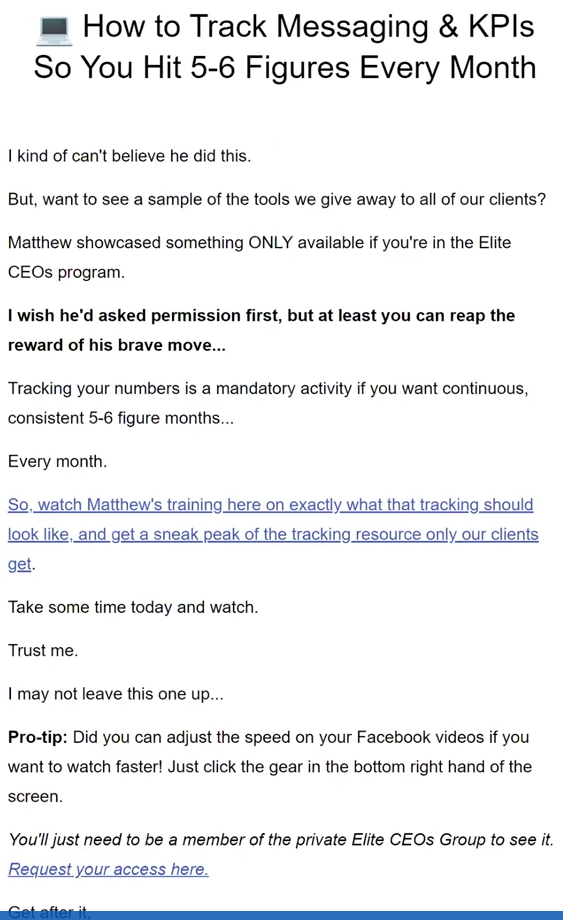 How to Track Messaging & KPIs
So You Hit 5-6 Figures Every Month
I kind of can't believe he did this.
But, want to see a sample of the tools we give away to all of our clients?
Matthew showcased something ONLY available if you're in the Elite
CEOs program.
I wish he'd asked permission first, but at least you can reap the
reward of his brave move...
Tracking your numbers is a mandatory activity if you want continuous,
consistent 5-6 figure months...
Every month.
So, watch Matthew's training here on exactly what that tracking should
look like, and get a sneak peak of the tracking resource only our clients
get.
Take some time today and watch.
Trust me.
I may not leave this one up...
Pro-tip: Did you can adjust the speed on your Facebook videos if you
want to watch faster! Just click the gear in the bottom right hand of the
screen.
You'll just need to be a member of the private Elite CEOs Group to see it.
Request your access here.
Get after it,